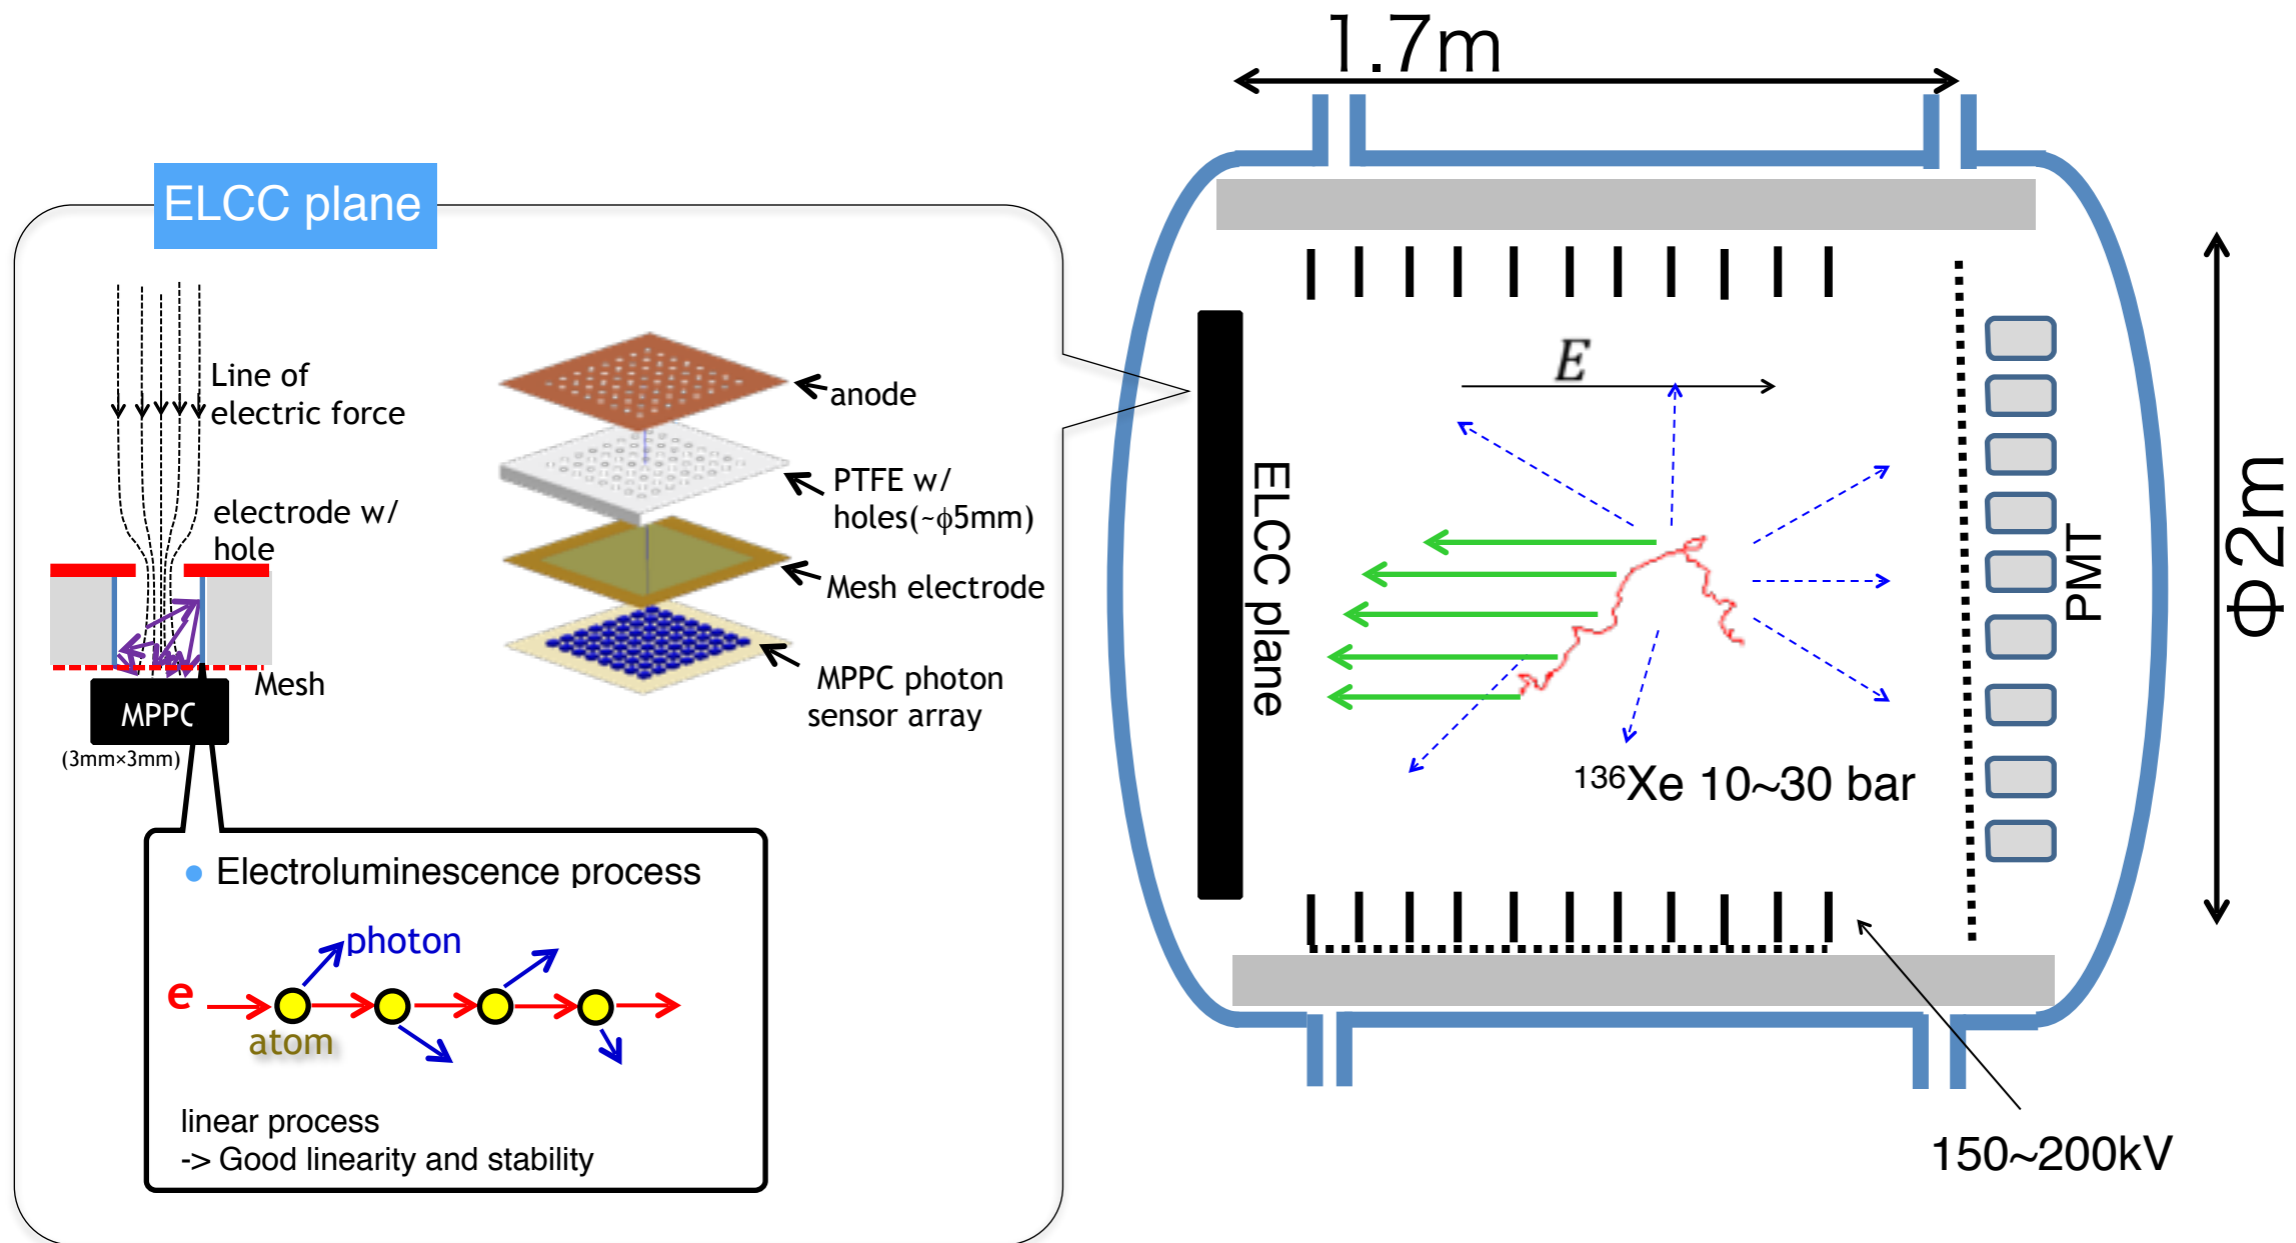 1.7m
ELCC plane
Line of
electric force
electrode w/
hole
Mesh
MPPC
(3mm×3mm)
anode
PTFE w/
holes(~ϕ5mm)
Mesh electrode
MPPC photon
sensor array
Electroluminescence process
photon
e
atom
linear process
-> Good linearity and stability
E
ELCC plane
PMT
Φ2m
¹³⁶Xe 10~30 bar
150~200kV